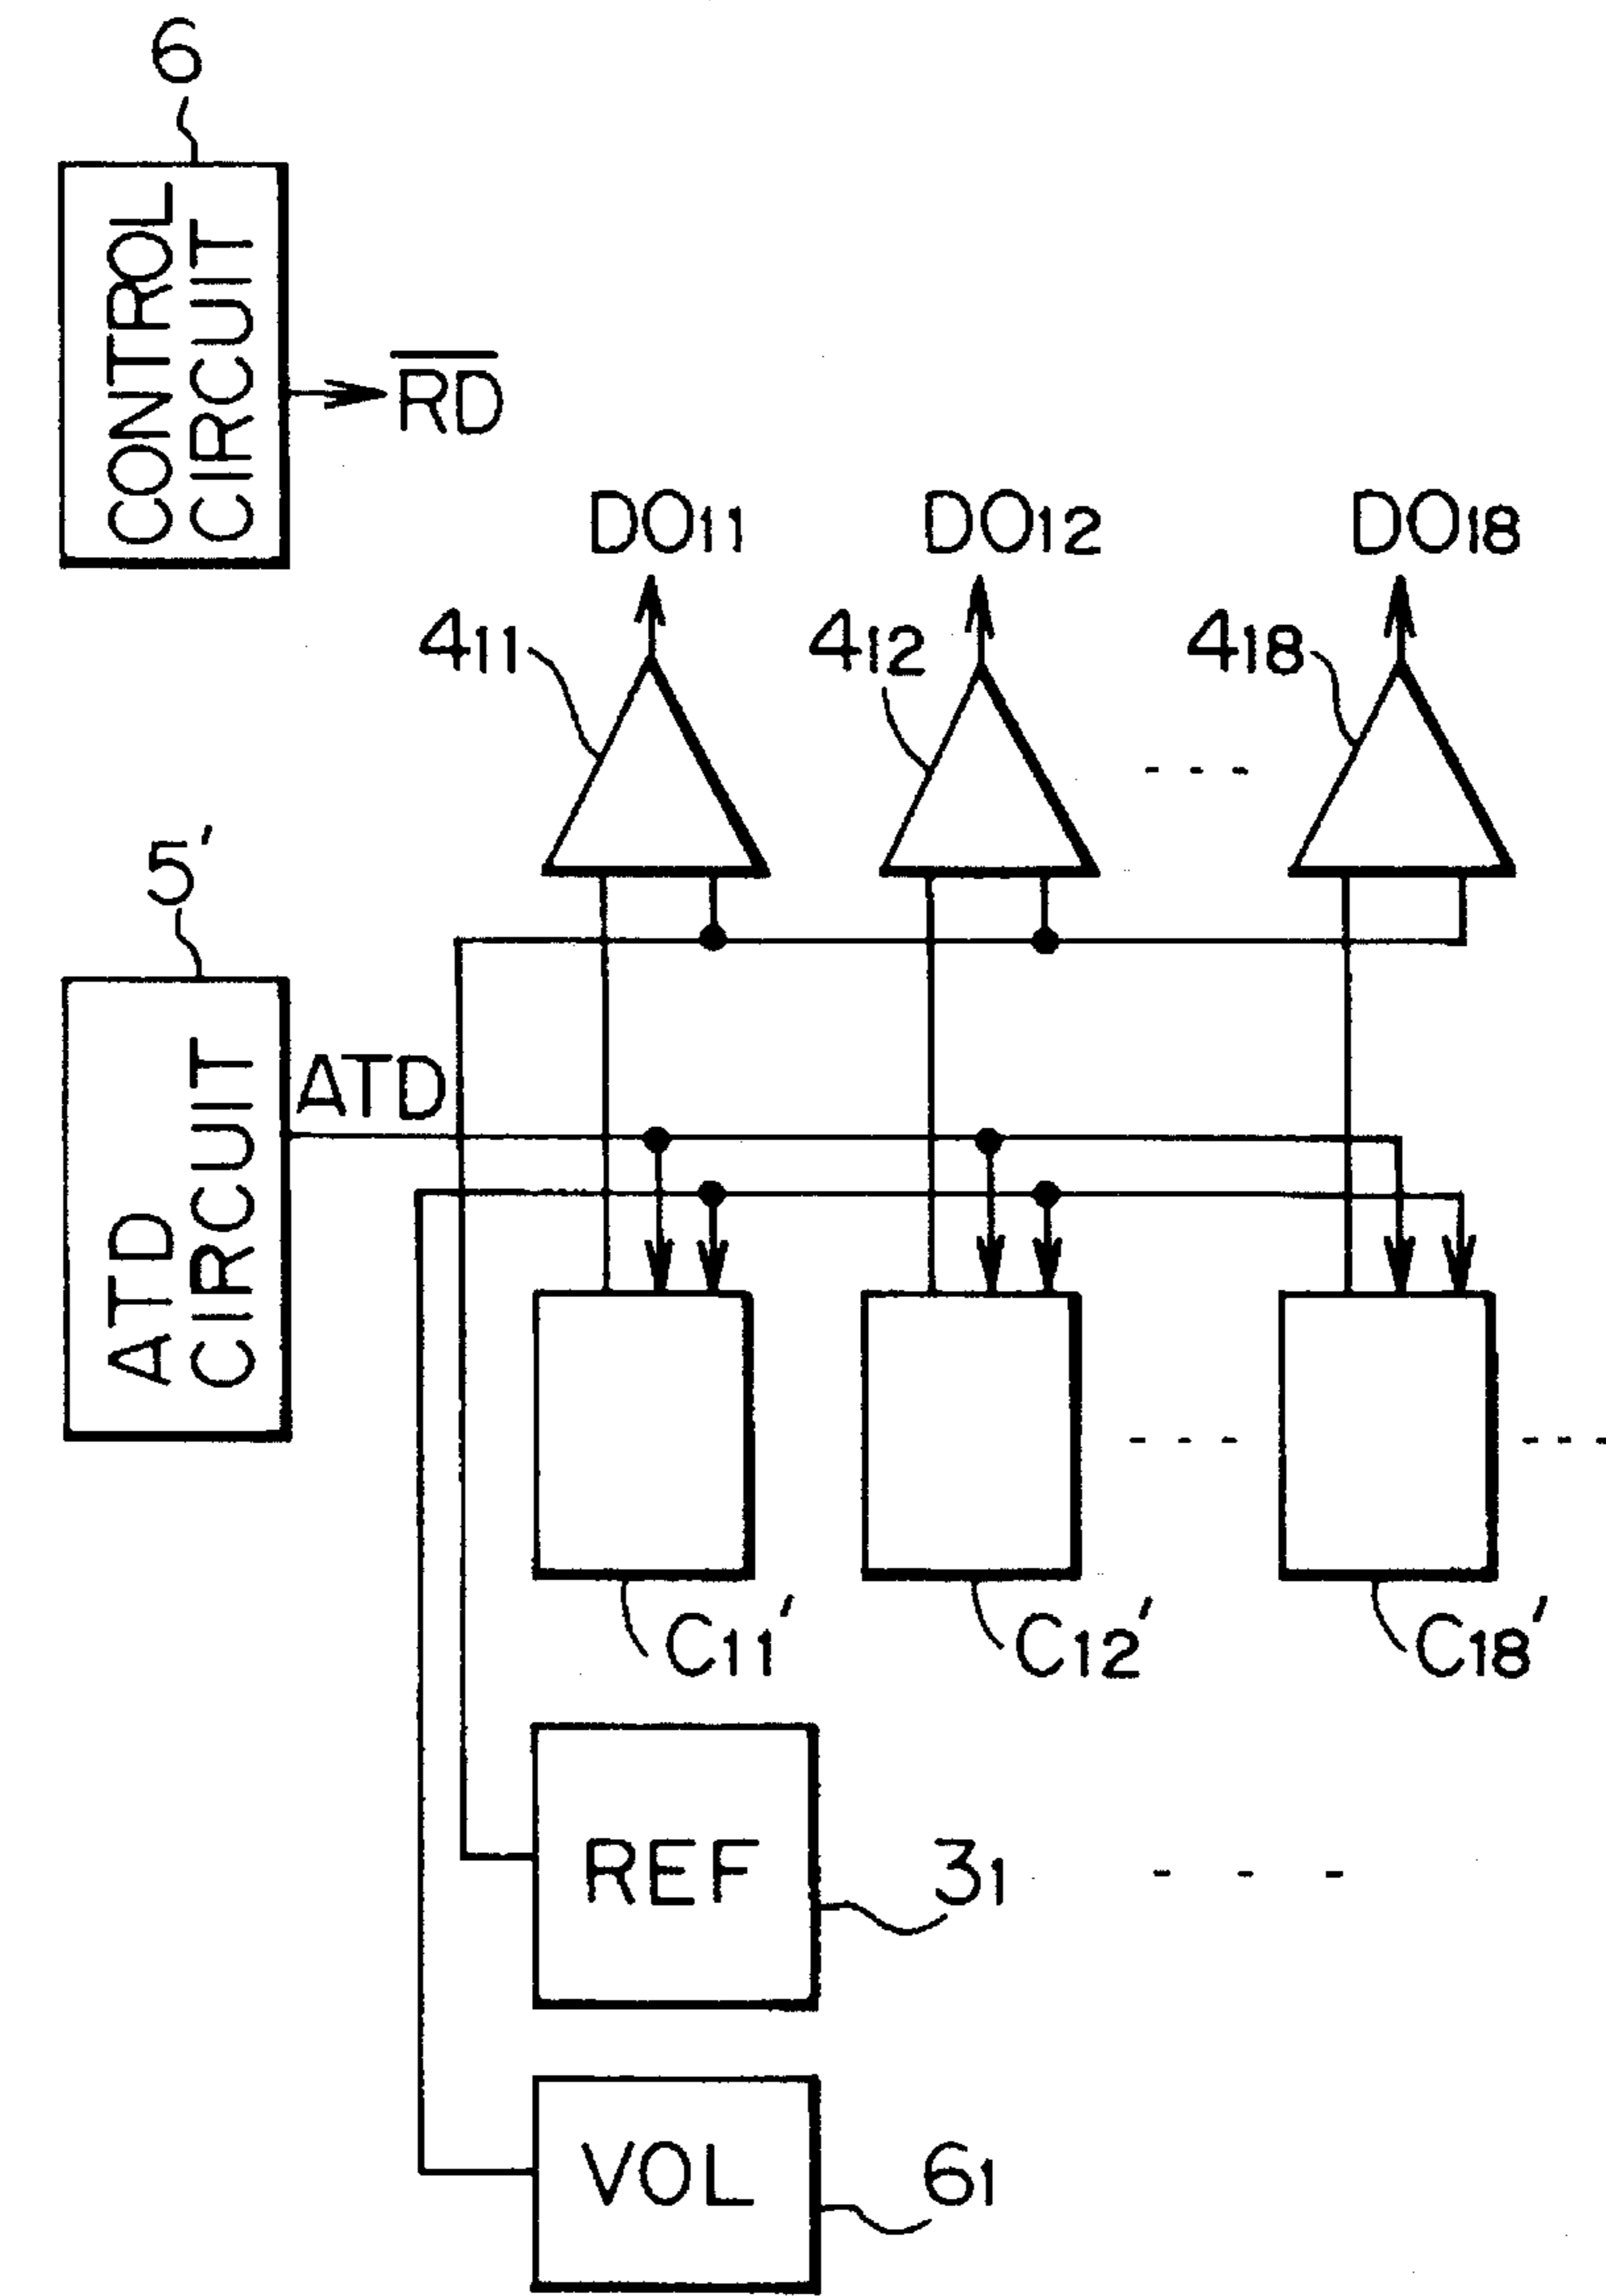 6
CONTROL
CIRCUIT
R̅D̅
DO₁₁
DO₁₂
DO₁₈
4₁₁
4₁₂
4₁₈
- - -
5'
ATD
CIRCUIT
ATD
- - -
- - -
C₁₁'
C₁₂'
C₁₈'
REF
3₁
- - -
VOL
6₁